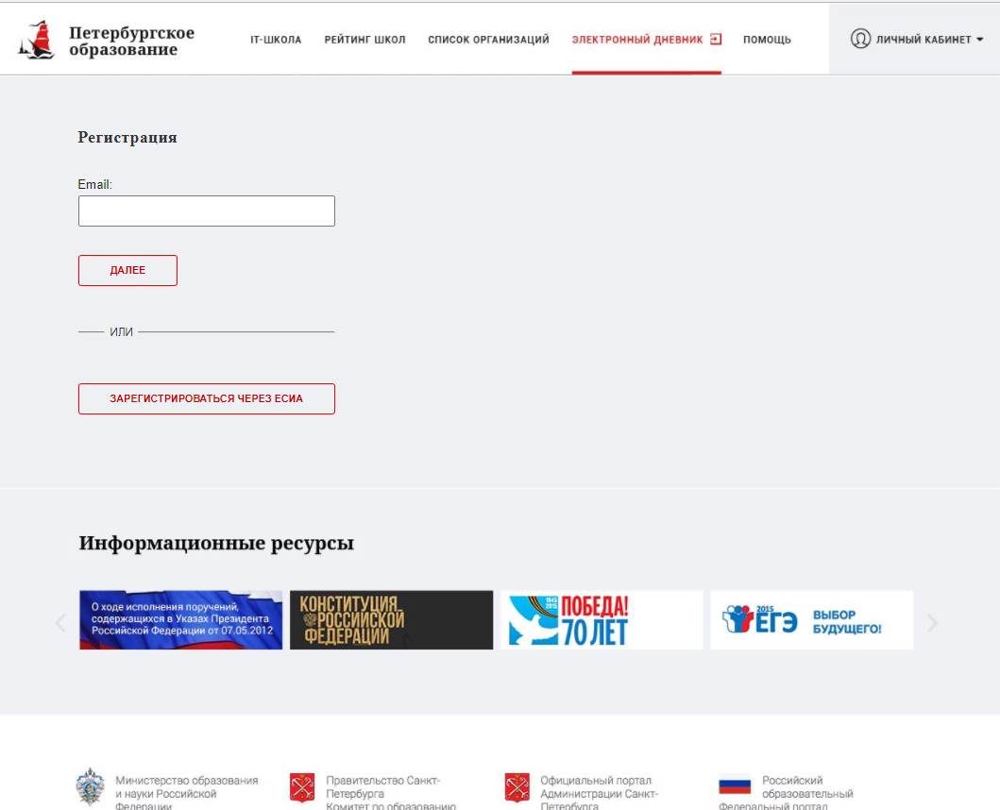 Петербургское
образование
IT-ШКОЛА
РЕЙТИНГ ШКОЛ
СПИСОК ОРГАНИЗАЦИЙ
ЭЛЕКТРОННЫЙ ДНЕВНИК
ПОМОЩЬ
ЛИЧНЫЙ КАБИНЕТ
Регистрация
Email:
ДАЛЕЕ
ИЛИ
ЗАРЕГИСТРИРОВАТЬСЯ ЧЕРЕЗ ЕСИА
Информационные ресурсы
О ходе исполнения поручений,
содержащихся в Указах Президента
Российской Федерации от 07.05.2012
КОНСТИТУЦИЯ
РОССИЙСКОЙ
ФЕДЕРАЦИИ
1945
2015
ПОБЕДА!
70 ЛЕТ
2015
ЕГЭ
ВЫБОР
БУДУЩЕГО!
Министерство образования
и науки Российской
Федерации
Правительство Санкт-
Петербурга
Комитет по образованию
Официальный портал
Администрации Санкт-
Петербурга
Российский
образовательный
Федеральный портал